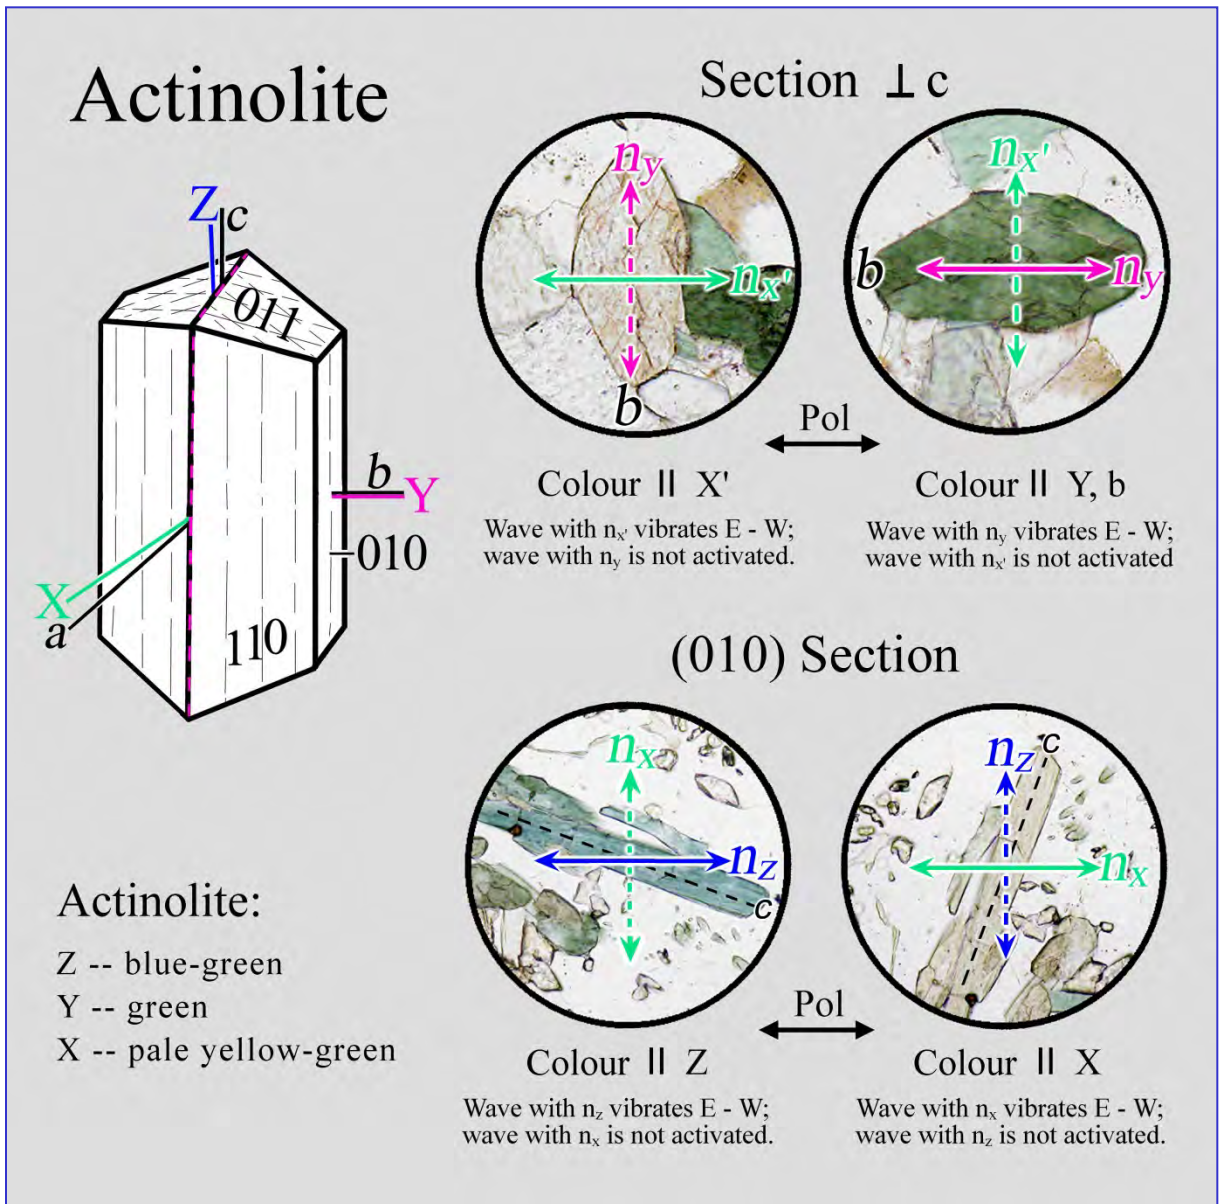 Actinolite
Section ⊥ c
Z
c
011
b
Y
010
X
a
110
n_y
n_x'
b
n_x'
b
n_y
Pol
Colour || X'
Wave with n_x' vibrates E - W;
wave with n_y is not activated.
Colour || Y, b
Wave with n_y vibrates E - W;
wave with n_x' is not activated
(010) Section
n_x
n_z
c
n_z
c
n_x
Pol
Colour || Z
Wave with n_z vibrates E - W;
wave with n_x is not activated.
Colour || X
Wave with n_x vibrates E - W;
wave with n_z is not activated.
Actinolite:
Z -- blue-green
Y -- green
X -- pale yellow-green